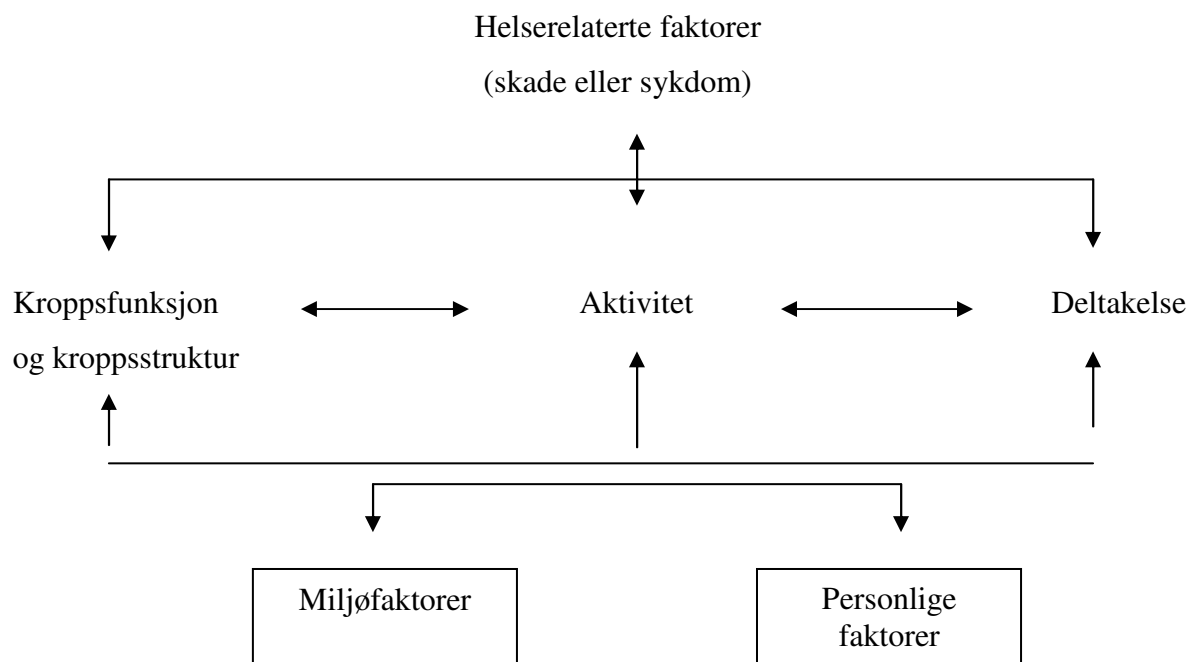 Helserelaterte faktorer
(skade eller sykdom)
Kroppsfunksjon
og kroppsstruktur
Aktivitet
Deltakelse
Miljøfaktorer
Personlige
faktorer